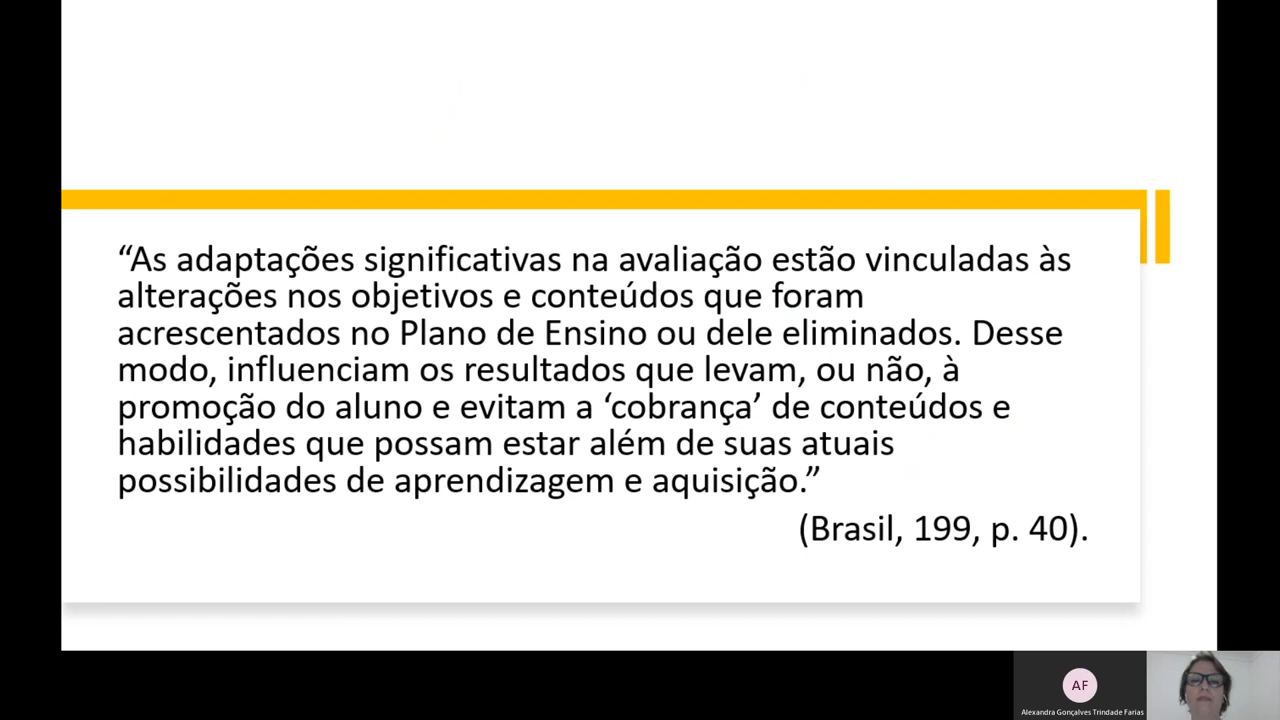 “As adaptações significativas na avaliação estão vinculadas às
alterações nos objetivos e conteúdos que foram
acrescentados no Plano de Ensino ou dele eliminados. Desse
modo, influenciam os resultados que levam, ou não, à
promoção do aluno e evitam a ‘cobrança’ de conteúdos e
habilidades que possam estar além de suas atuais
possibilidades de aprendizagem e aquisição.”
(Brasil, 199, p. 40).
AF
Alexandra Gonçalves Trindade Farias